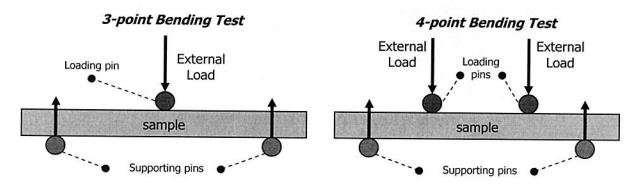 3-point Bending Test
Loading pin
External
Load
sample
Supporting pins
4-point Bending Test
External
Load
Loading
pins
External
Load
sample
Supporting pins